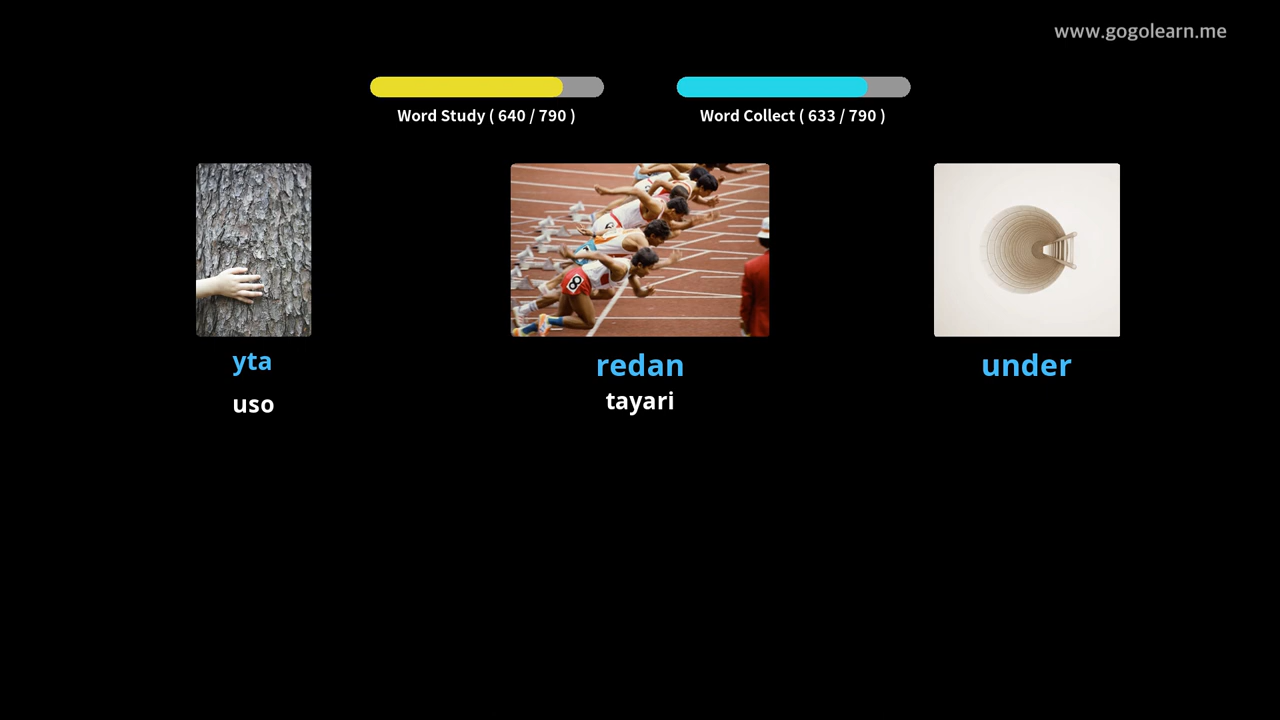 www.gogolearn.me
Word Study ( 640 / 790 )
Word Collect ( 633 / 790 )
yta
uso
redan
tayari
under